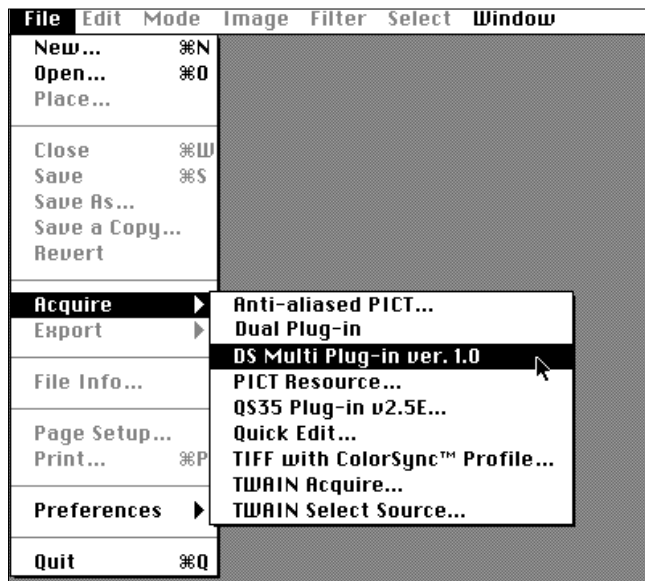 File Edit Mode Image Filter Select Window
New... ⌘N
Open... ⌘O
Place...
Close ⌘W
Save ⌘S
Save As...
Save a Copy...
Revert
Acquire
Export
File Info...
Page Setup...
Print... ⌘P
Preferences
Quit ⌘Q
Anti-aliased PICT...
Dual Plug-in
DS Multi Plug-in ver. 1.0
PICT Resource...
QS35 Plug-in v2.5E...
Quick Edit...
TIFF with ColorSync™ Profile...
TWAIN Acquire...
TWAIN Select Source...